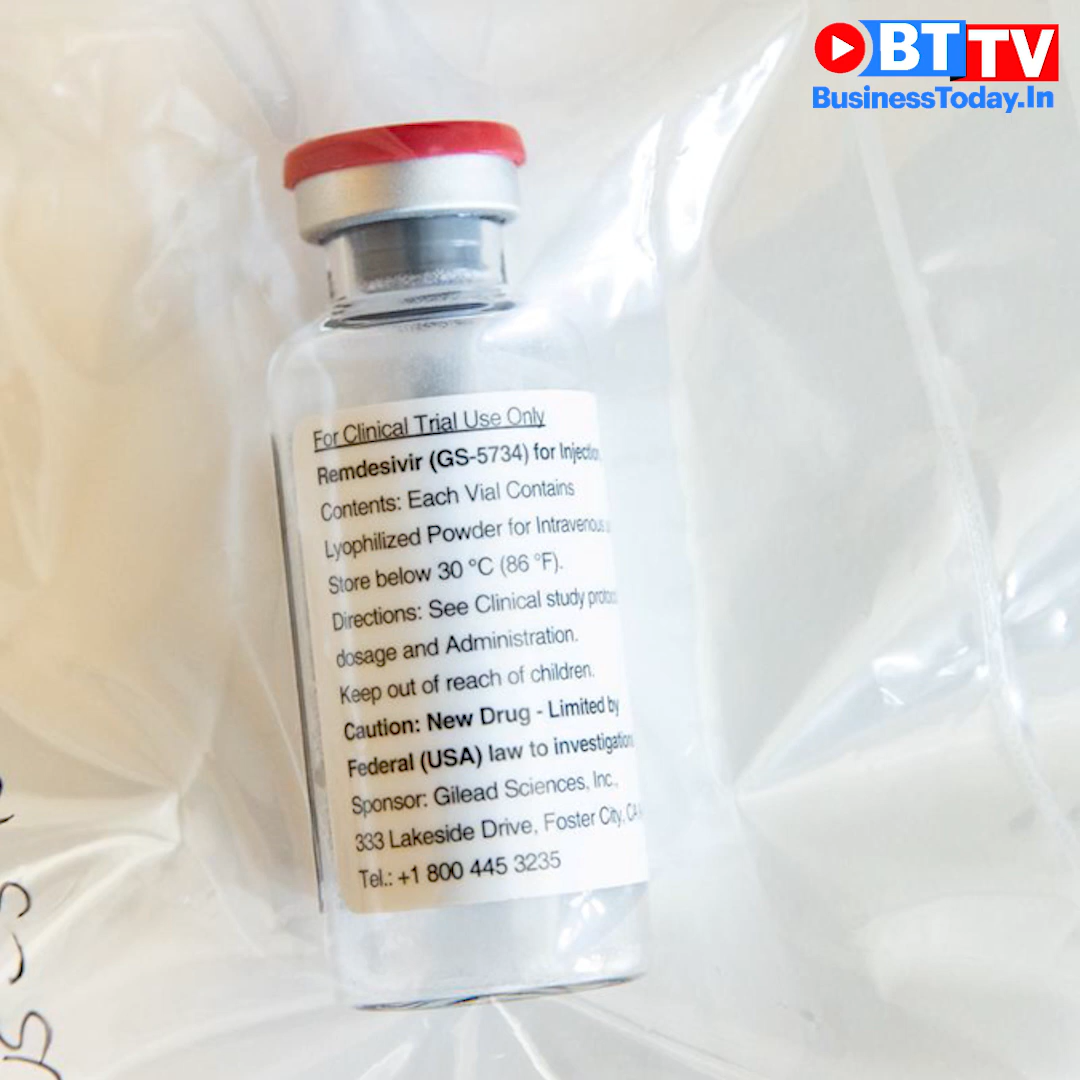 BT TV
BusinessToday.In
For Clinical Trial Use Only
Remdesivir (GS-5734) for
Contents: Each Vial Contains
Lyophilized Powder for Intravenous
Store below 30 °C (86 °F).
Directions: See Clinical study
dosage and Administration.
Keep out of reach of children.
Caution: New Drug - Limited by
Federal (USA) law to
Sponsor: Gilead Sciences, Inc.,
333 Lakeside Drive, Foster City, CA
Tel.: +1 800 445 3235